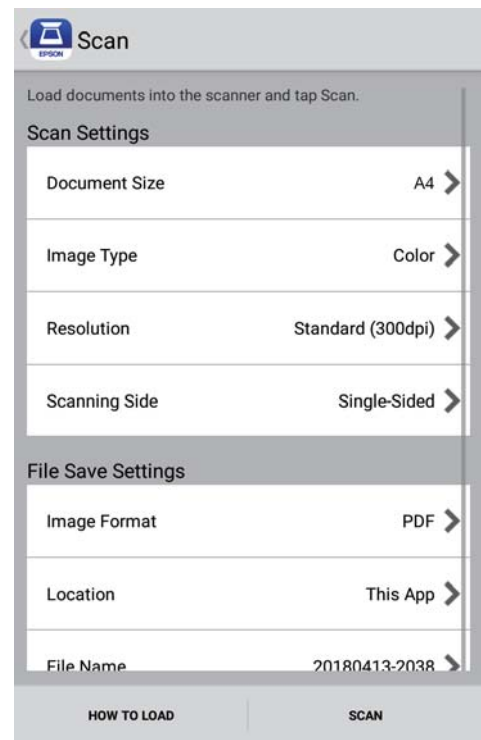 EPSON
Scan
Load documents into the scanner and tap Scan.
Scan Settings
Document Size A4
Image Type Color
Resolution Standard (300dpi)
Scanning Side Single-Sided
File Save Settings
Image Format PDF
Location This App
File Name 20180413-2038
HOW TO LOAD SCAN